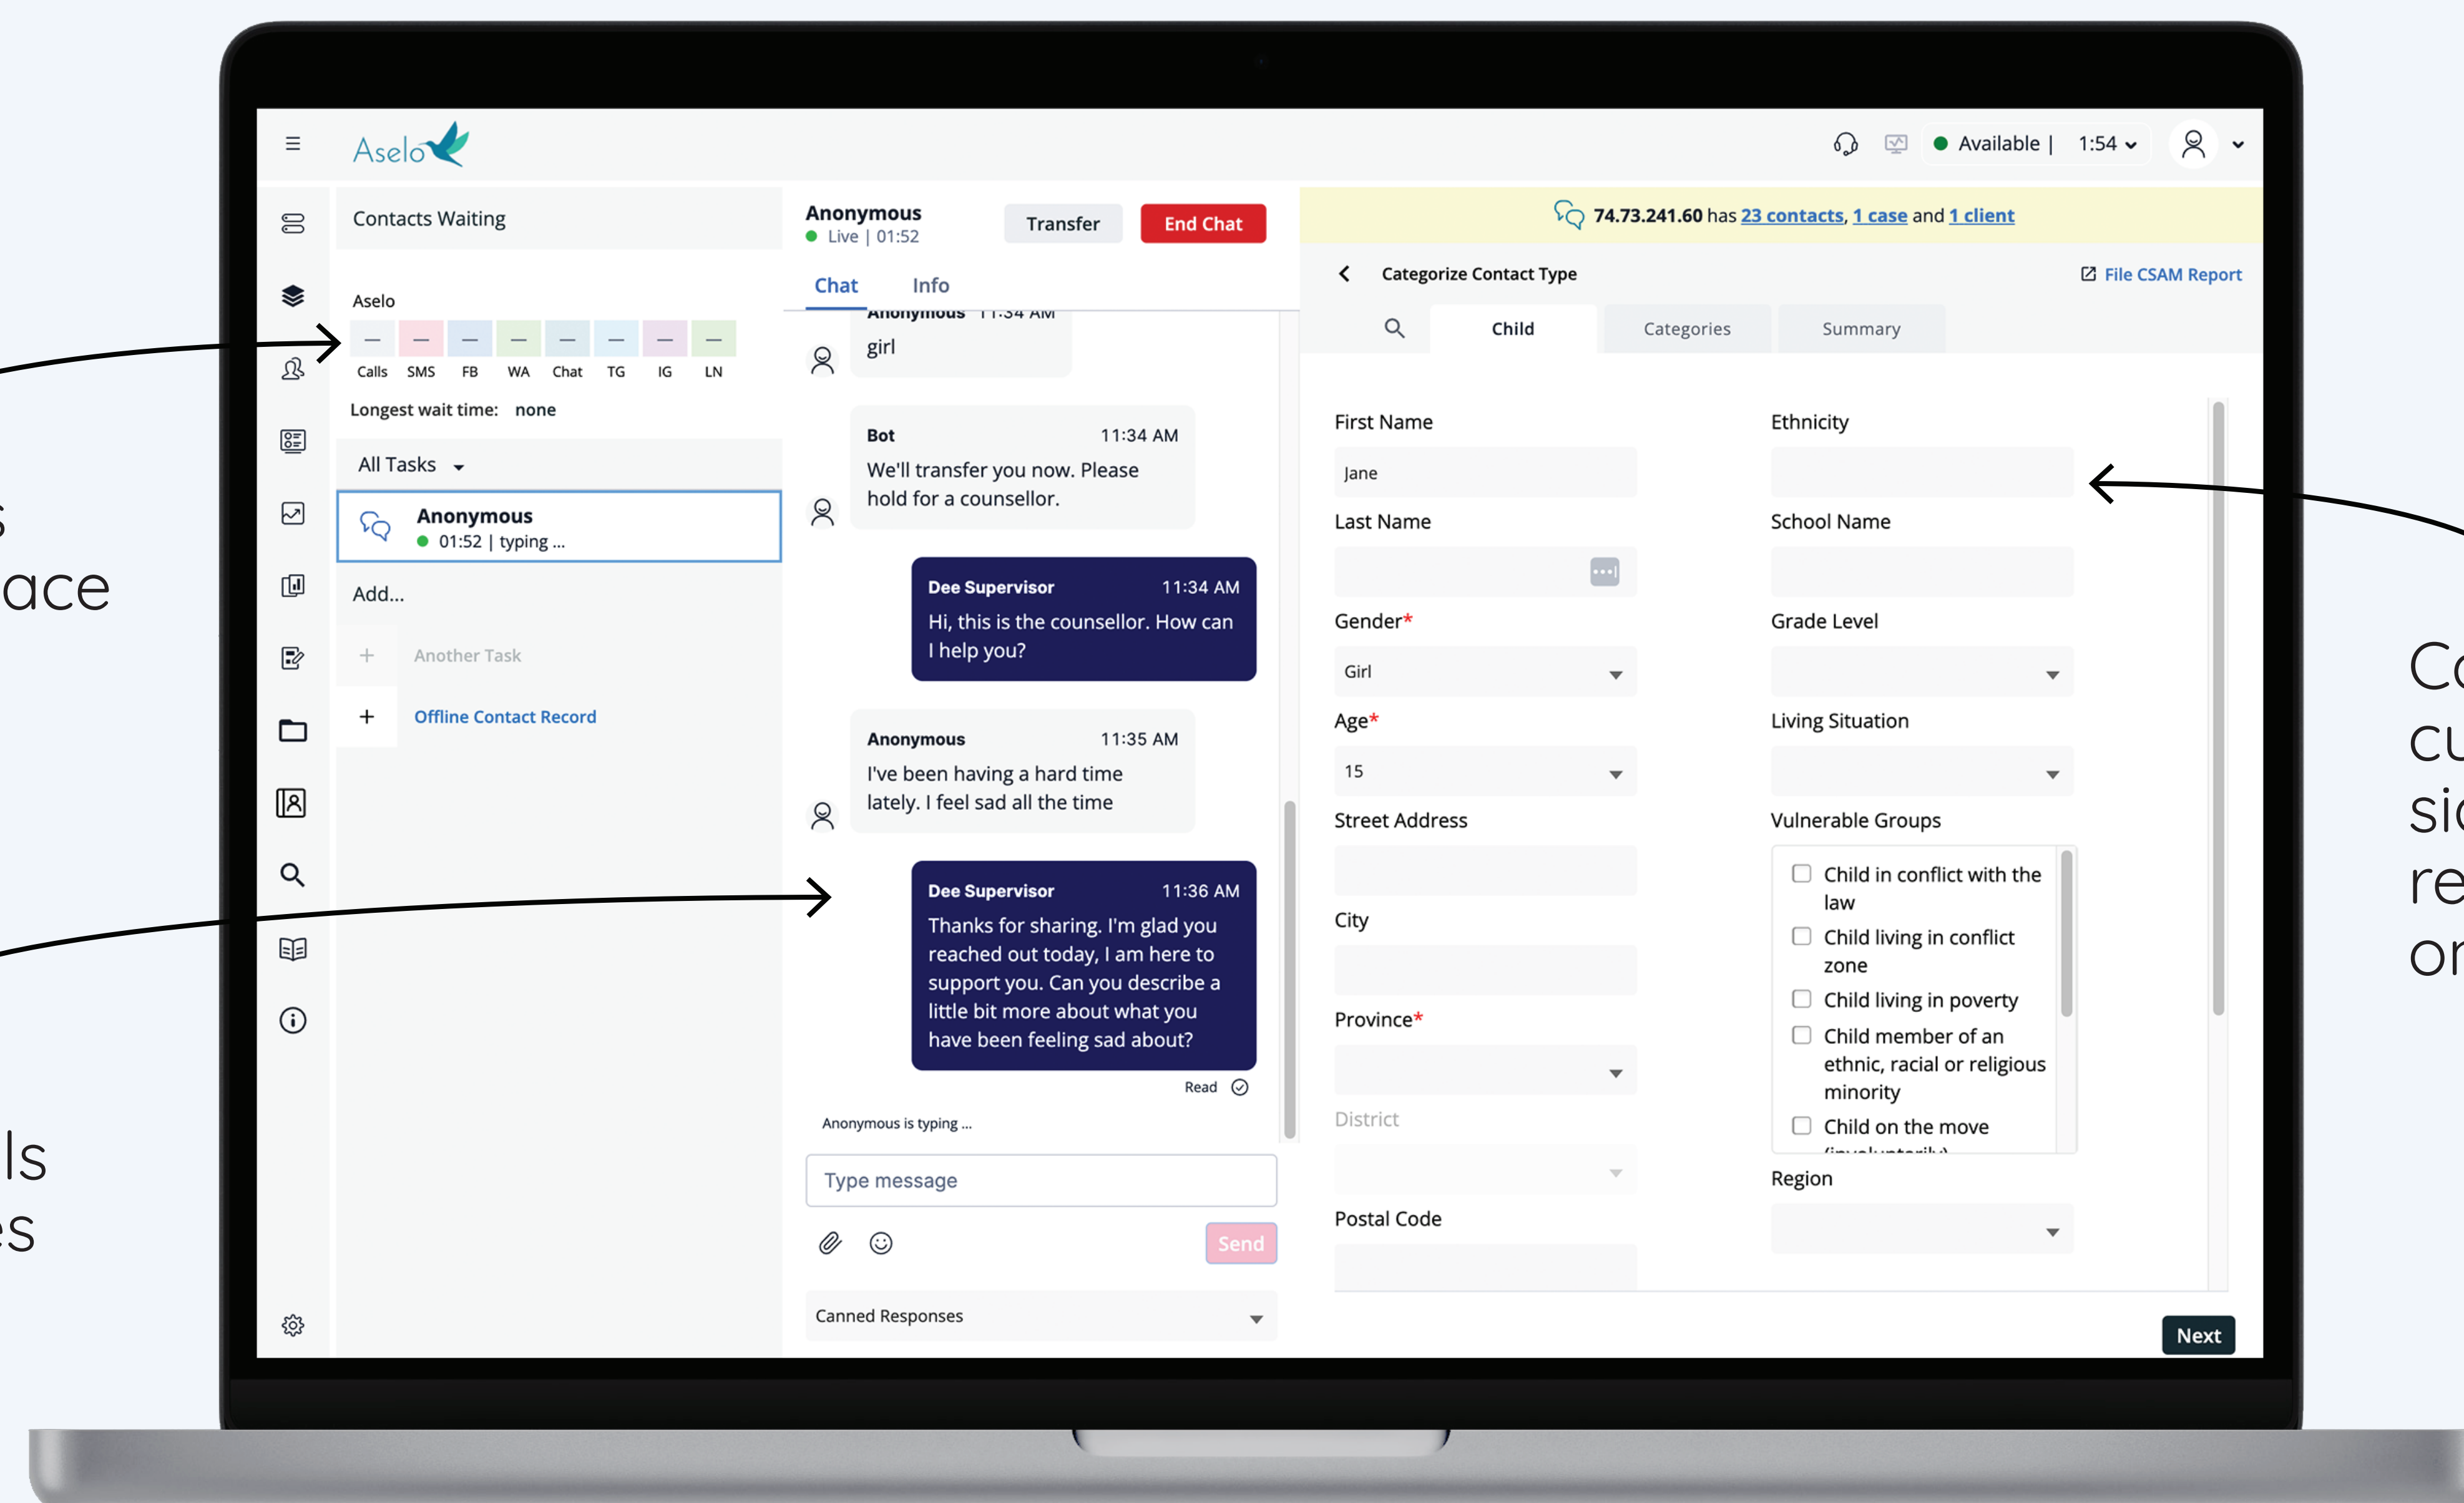 Aselo
Available | 1:54
Contacts Waiting
Aselo
Calls SMS FB WA Chat TG IG LN
Longest wait time: none
All Tasks
Anonymous
01:52 | typing ...
Add...
Another Task
Offline Contact Record
Anonymous
Live | 01:52
Transfer
End Chat
Chat Info
Anonymous 11:34 AM
girl
Bot 11:34 AM
We'll transfer you now. Please
hold for a counsellor.
Dee Supervisor 11:34 AM
Hi, this is the counsellor. How can
I help you?
Anonymous 11:35 AM
I've been having a hard time
lately. I feel sad all the time
Dee Supervisor 11:36 AM
Thanks for sharing. I'm glad you
reached out today, I am here to
support you. Can you describe a
little bit more about what you
have been feeling sad about?
Read
Anonymous is typing ...
Type message
Send
Canned Responses
74.73.241.60 has 23 contacts, 1 case and 1 client
Categorize Contact Type
File CSAM Report
Child Categories Summary
First Name
Jane
Last Name
Gender*
Girl
Age*
15
Street Address
City
Province*
District
Postal Code
Ethnicity
School Name
Grade Level
Living Situation
Vulnerable Groups
Child in conflict with the
law
Child living in conflict
zone
Child living in poverty
Child member of an
ethnic, racial or religious
minority
Child on the move
(involuntarily)
Region
Next